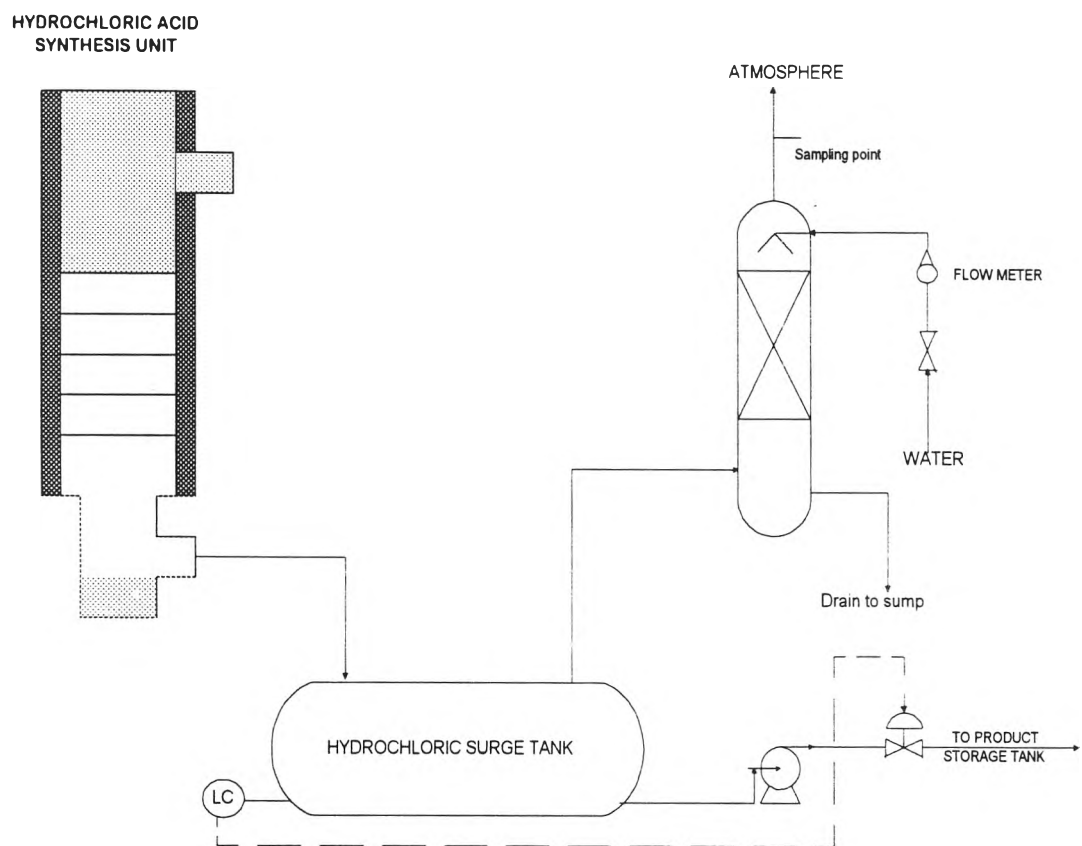 HYDROCHLORIC ACID
SYNTHESIS UNIT
ATMOSPHERE
Sampling point
FLOW METER
WATER
Drain to sump
HYDROCHLORIC SURGE TANK
TO PRODUCT
STORAGE TANK
LC